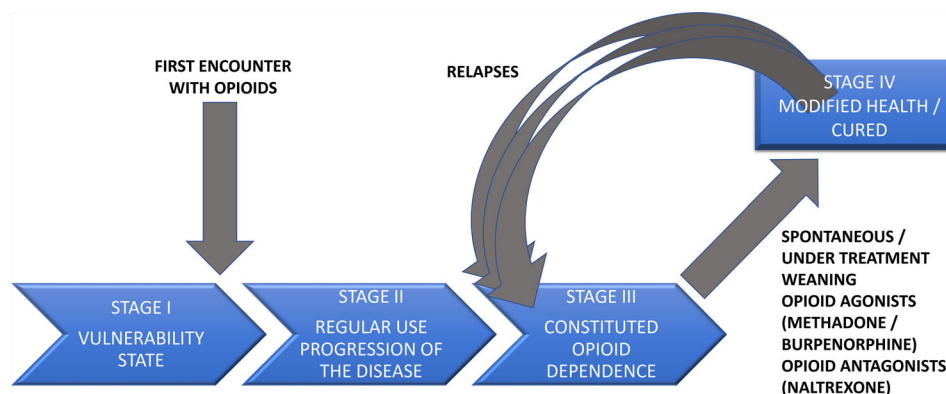 FIRST ENCOUNTER
WITH OPIOIDS
RELAPSES
STAGE IV
MODIFIED HEALTH /
CURED
STAGE I
VULNERABILITY
STATE
STAGE II
REGULAR USE
PROGRESSION OF
THE DISEASE
STAGE III
CONSTITUTED
OPIOID
DEPENDENCE
SPONTANEOUS /
UNDER TREATMENT
WEANING
OPIOID AGONISTS
(METHADONE /
BURPENORPHINE)
OPIOID ANTAGONISTS
(NALTREXONE)